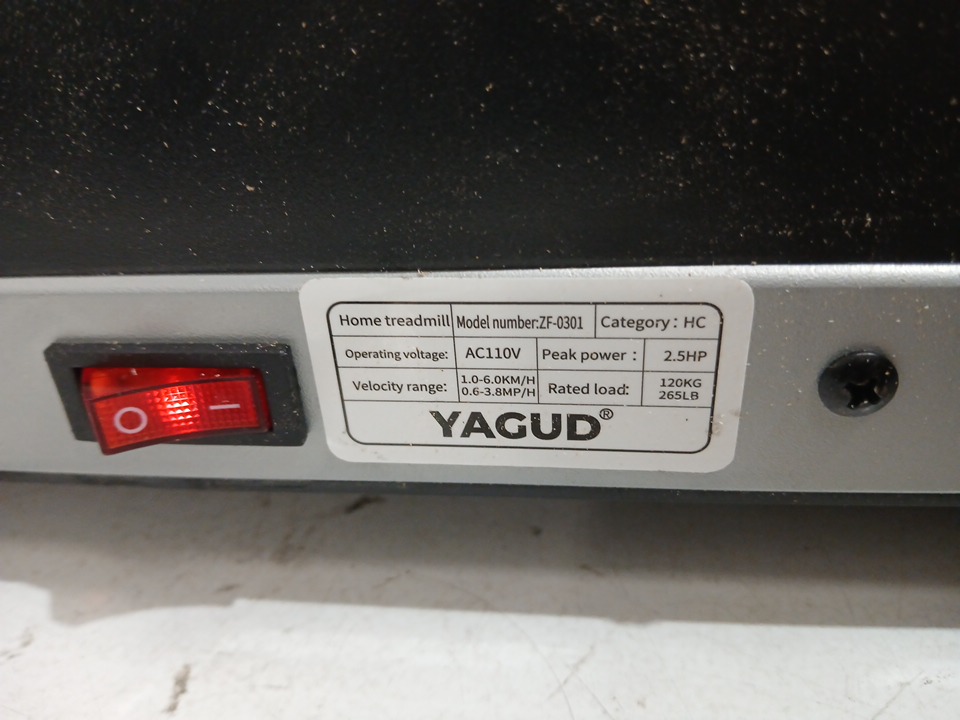 Home treadmill Model number:ZF-0301 Category: HC
Operating voltage: AC110V Peak power : 2.5HP
Velocity range: 1.0-6.0KM/H 0.6-3.8MP/H Rated load: 120KG 265LB
YAGUD®